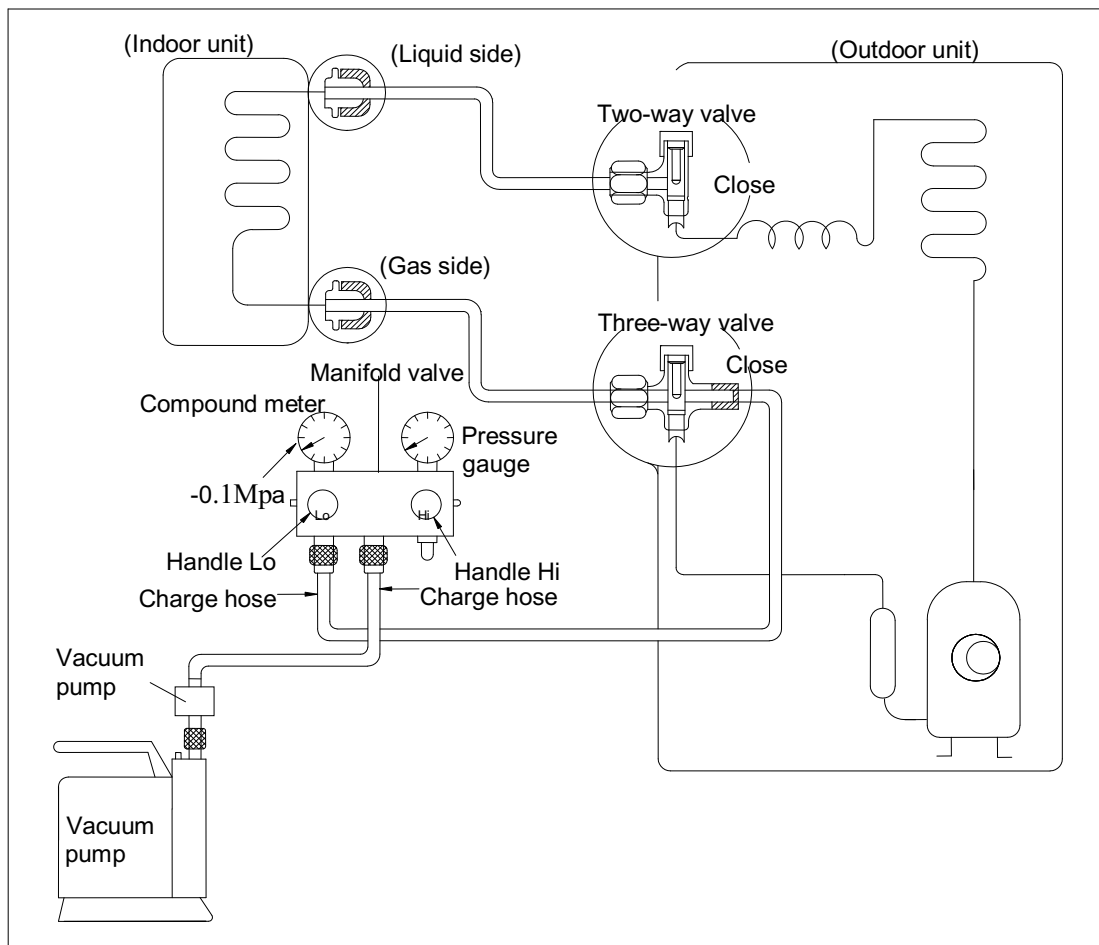 (Indoor unit)
(Liquid side)
(Outdoor unit)
Two-way valve
Close
(Gas side)
Three-way valve
Close
Manifold valve
Compound meter
Pressure
gauge
-0.1Mpa
Lo
Hi
Handle Lo
Handle Hi
Charge hose
Charge hose
Vacuum
pump
Vacuum
pump